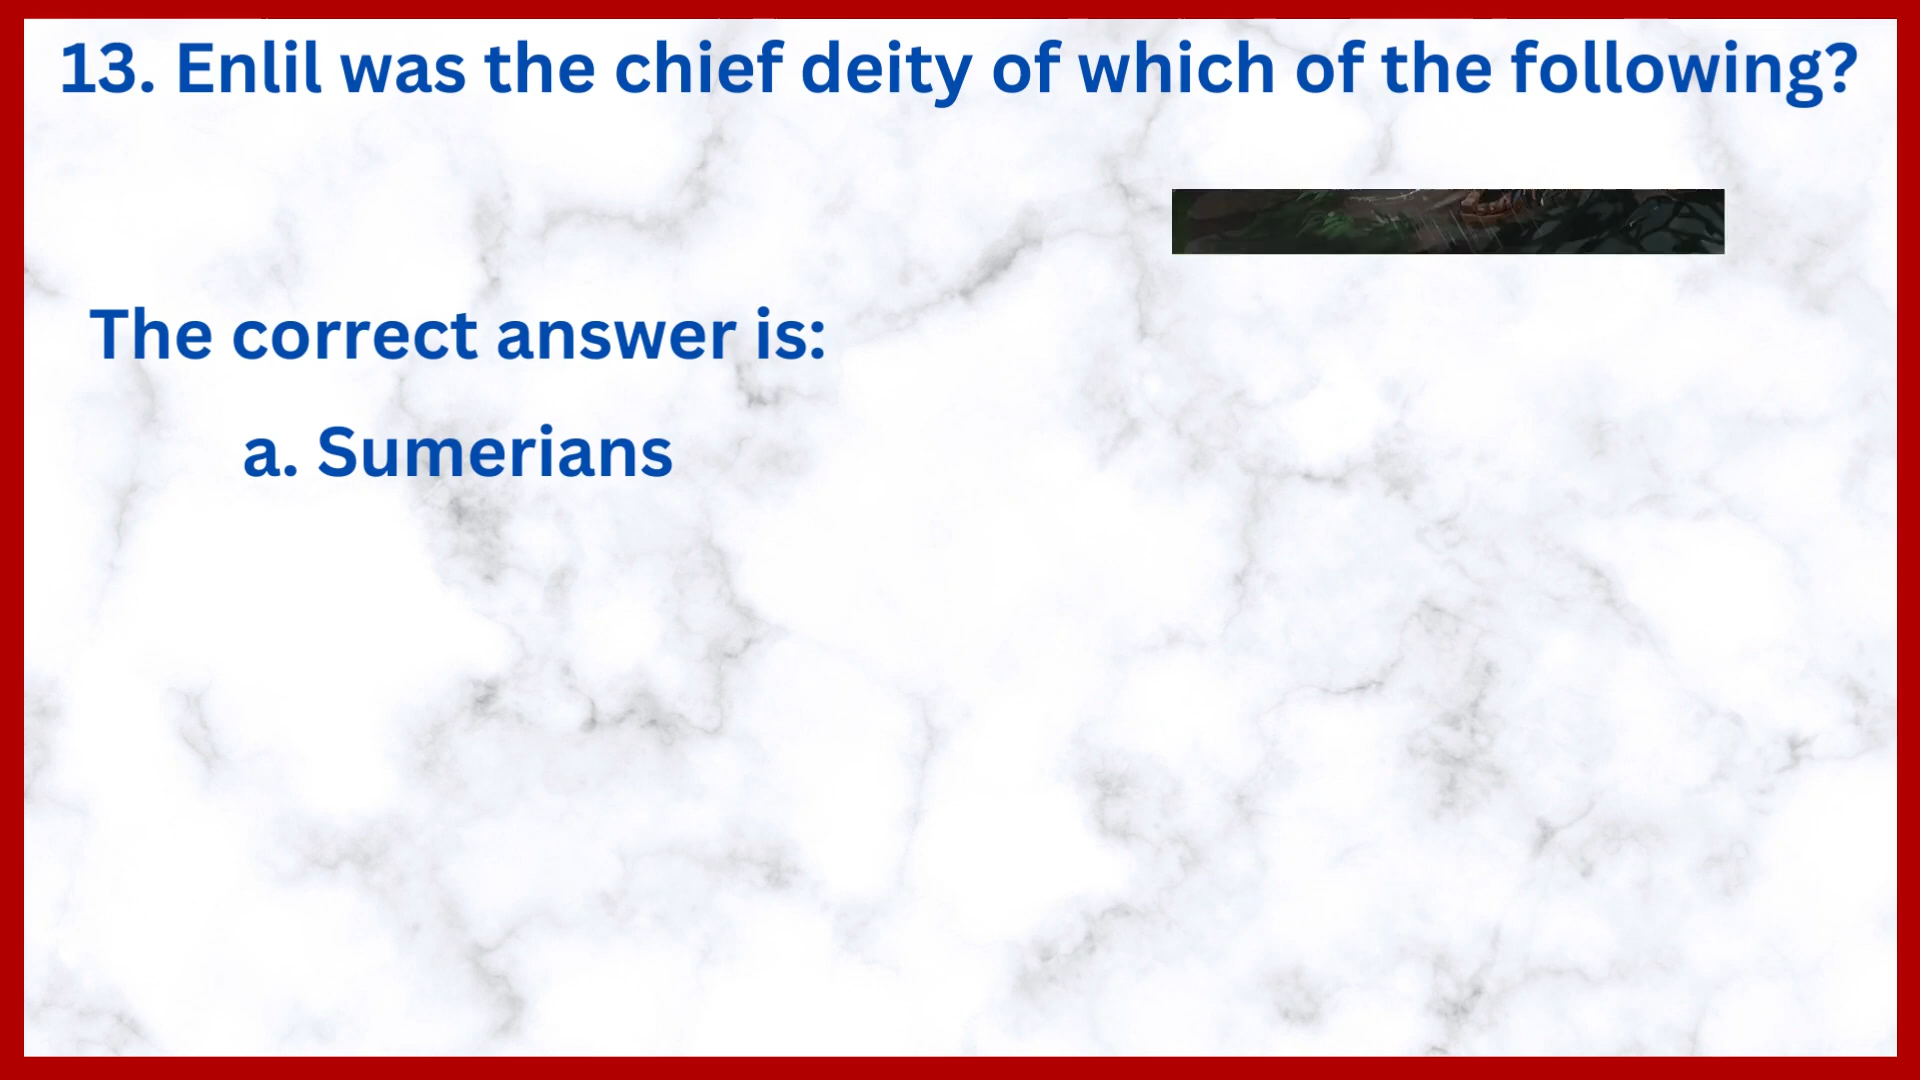 13. Enlil was the chief deity of which of the following?
The correct answer is:
a. Sumerians